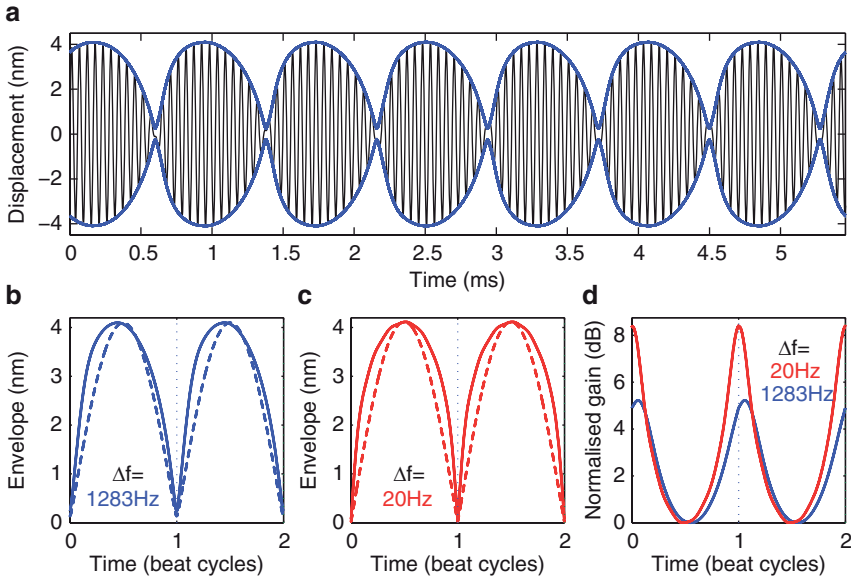 a
Displacement (nm)
4
2
0
−2
−4
0 0.5 1 1.5 2 2.5 3 3.5 4 4.5 5
Time (ms)
b
Envelope (nm)
4
3
2
1
0
Δf=
1283Hz
0 1 2
Time (beat cycles)
c
Envelope (nm)
4
3
2
1
0
Δf=
20Hz
0 1 2
Time (beat cycles)
d
Normalised gain (dB)
8
6
4
2
0
Δf=
20Hz
1283Hz
0 1 2
Time (beat cycles)